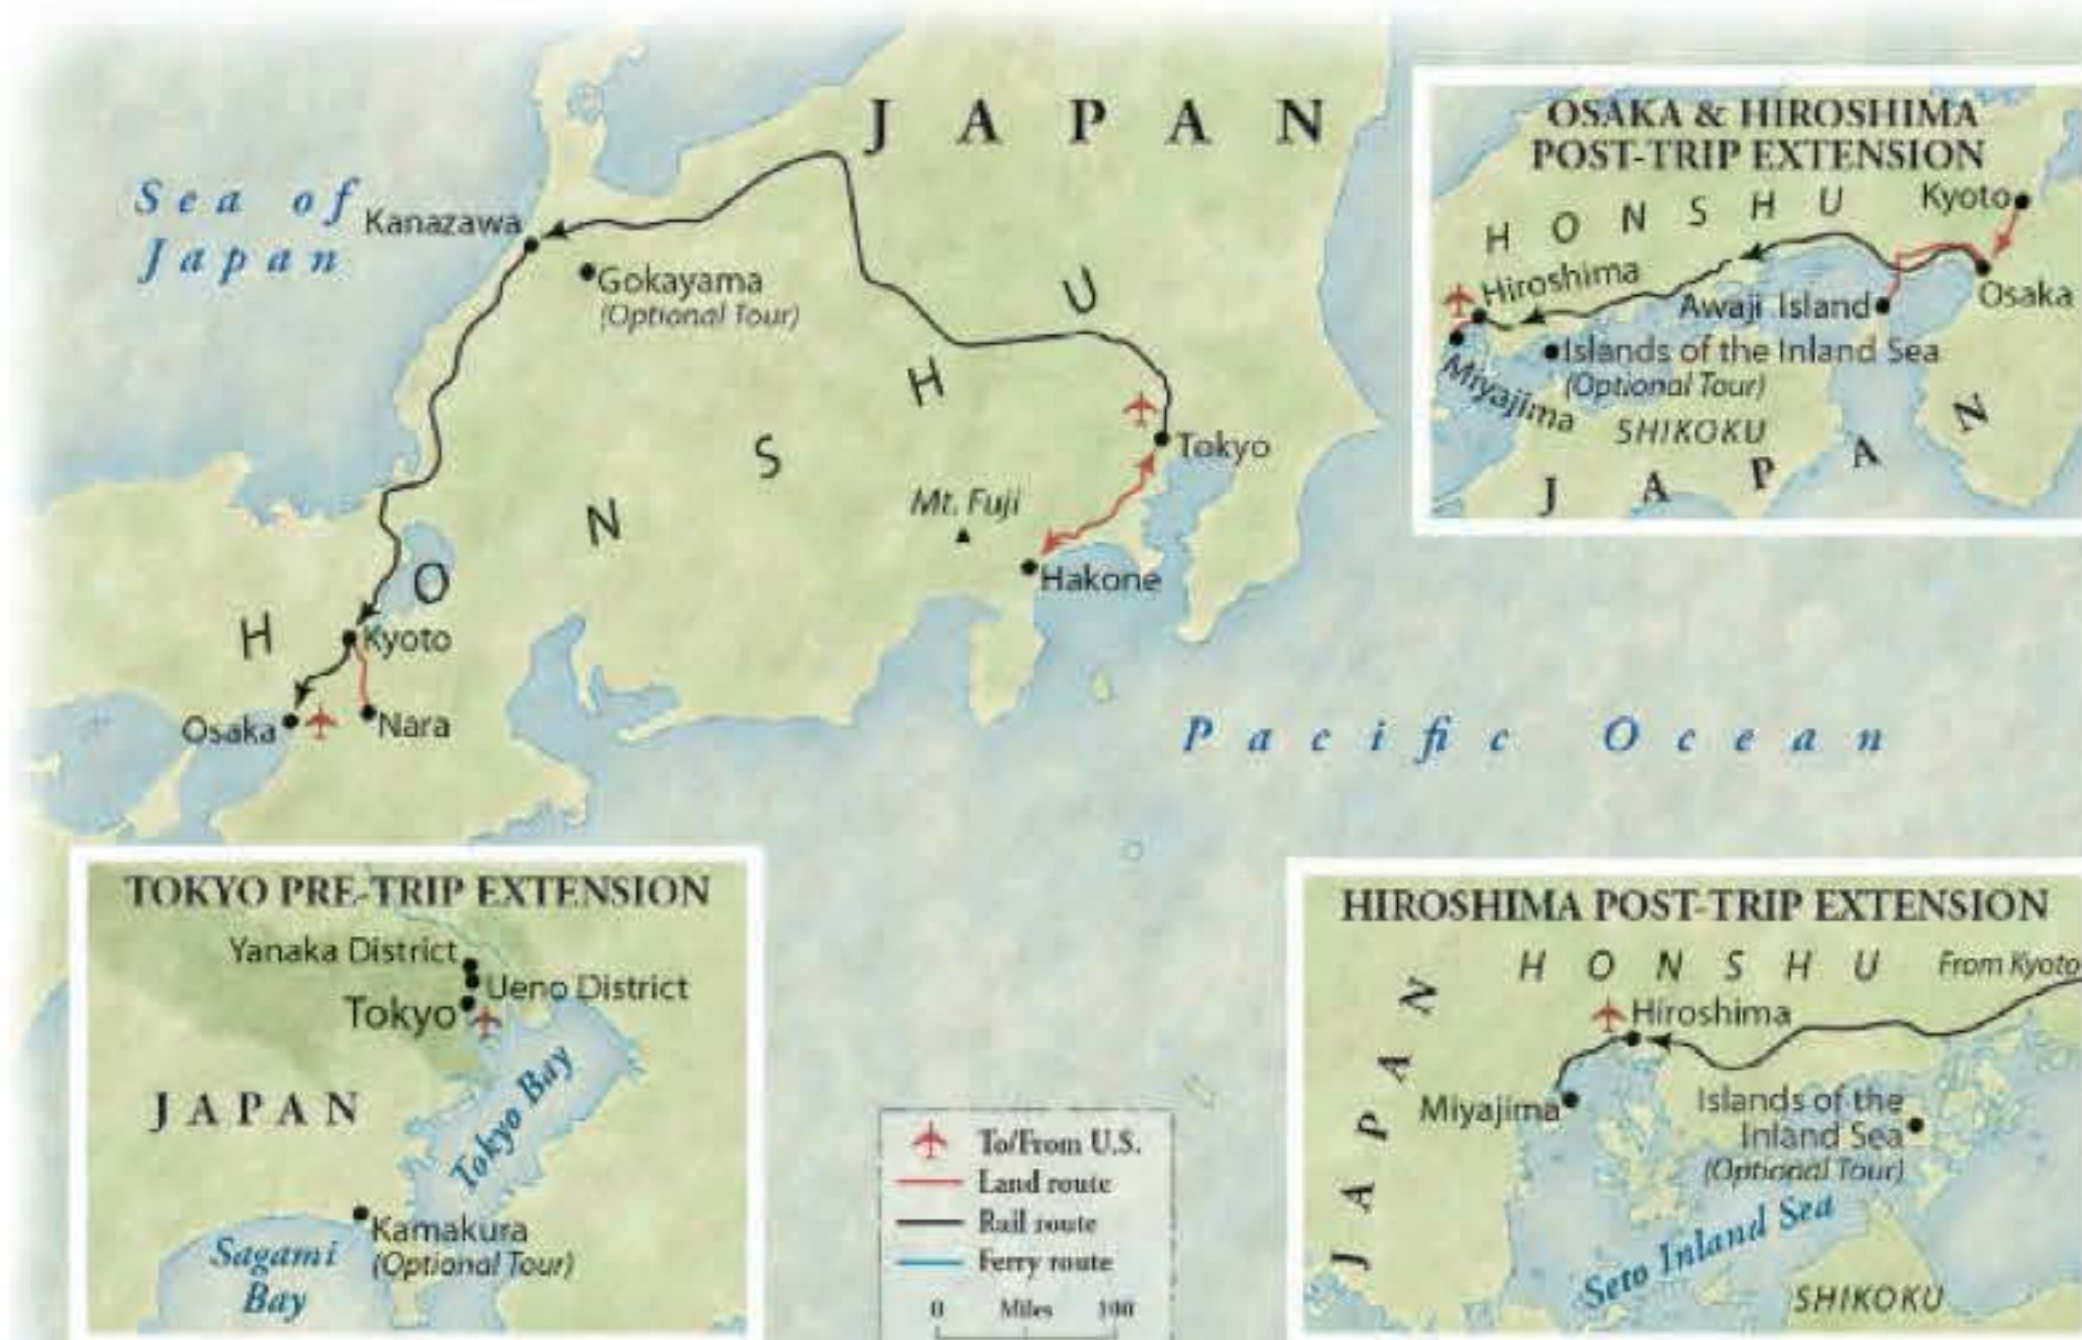 JAPAN
Sea of
Japan
Kanazawa
Gokayama
(Optional Tour)
HONSHU
Tokyo
Mt. Fuji
Hakone
Kyoto
Osaka
Nara
Pacific Ocean
OSAKA & HIROSHIMA
POST-TRIP EXTENSION
HONSHU
Kyoto
Hiroshima
Awaji Island
Osaka
Islands of the Inland Sea
(Optional Tour)
Miyajima
SHIKOKU
JAPAN
TOKYO PRE-TRIP EXTENSION
Yanaka District
Ueno District
Tokyo
Tokyo Bay
JAPAN
Kamakura
(Optional Tour)
Sagami
Bay
To/From U.S.
Land route
Rail route
Ferry route
0 Miles 100
HIROSHIMA POST-TRIP EXTENSION
HONSHU
From Kyoto
JAPAN
Hiroshima
Miyajima
Islands of the
Inland Sea
(Optional Tour)
Seto Inland Sea
SHIKOKU